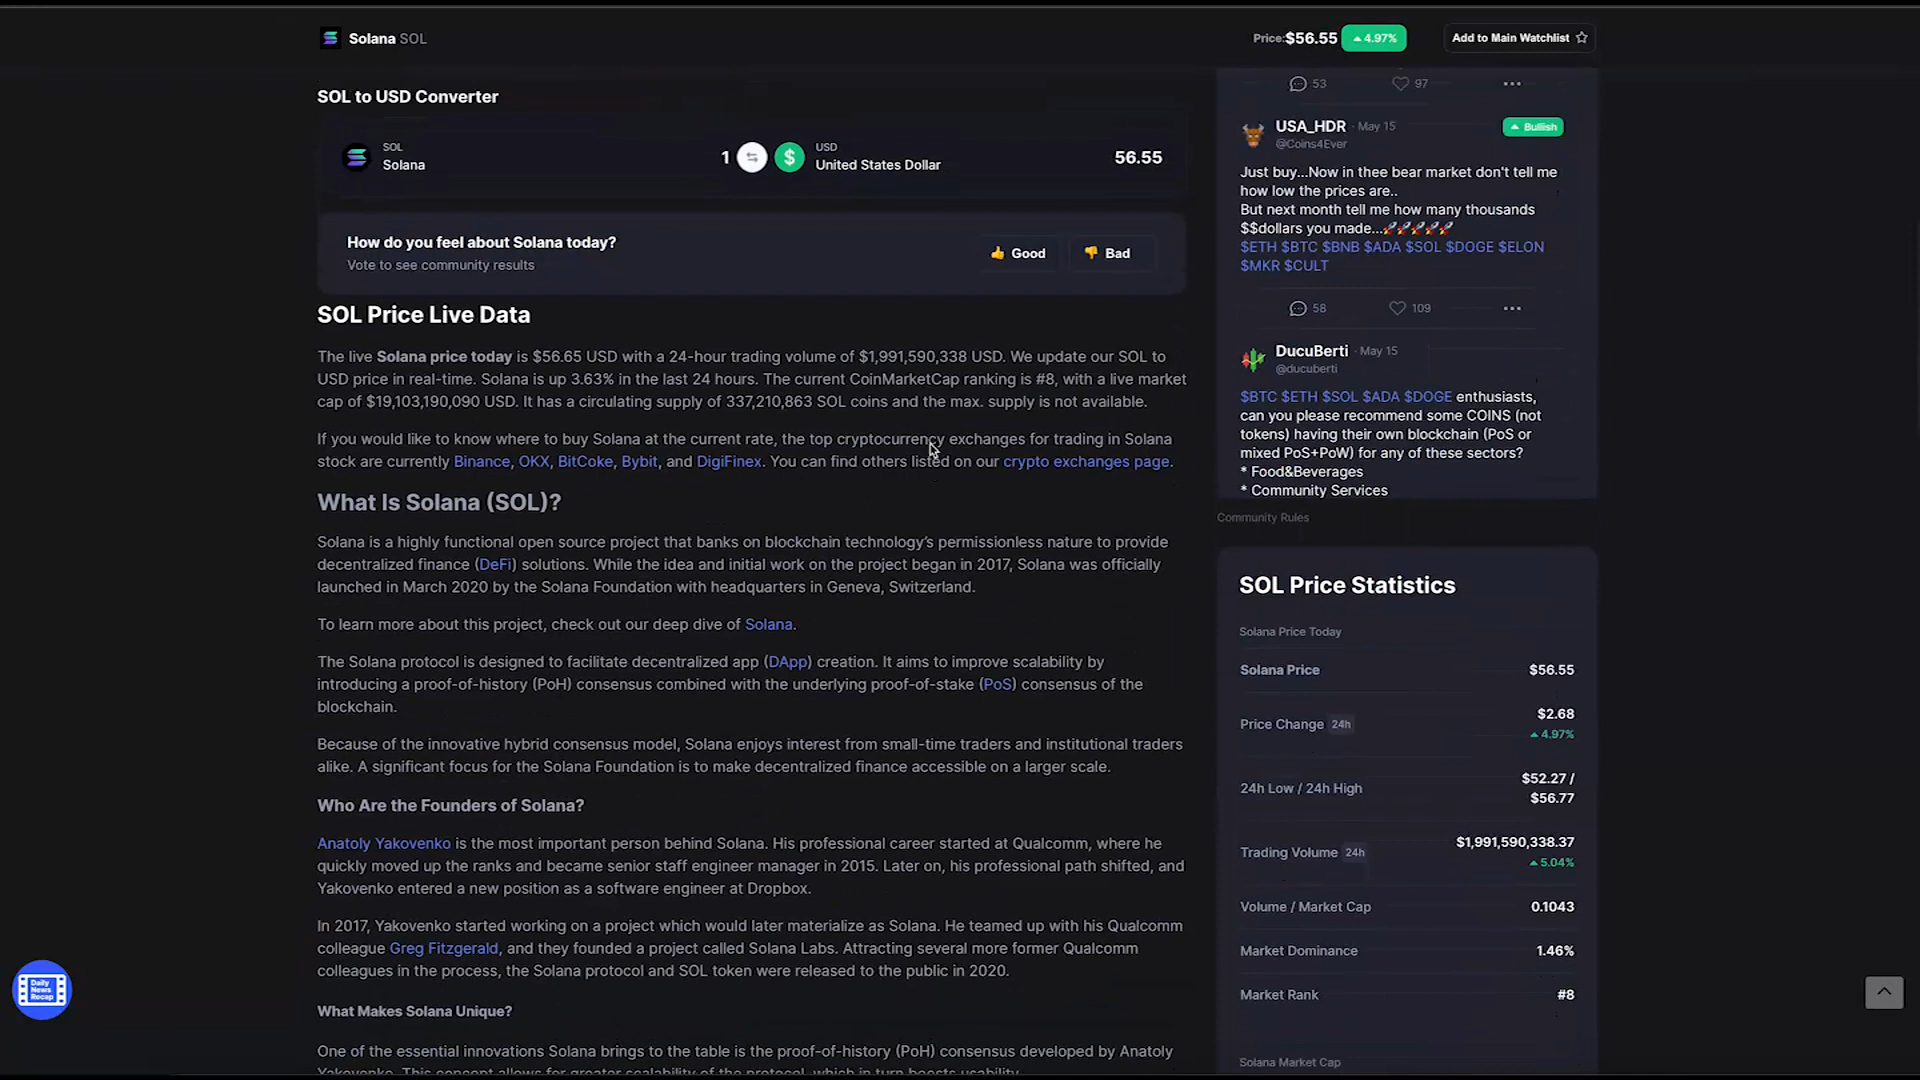 Solana SOL
Price:$56.55 4.97%
Add to Main Watchlist
SOL to USD Converter
SOL
Solana
1
USD
United States Dollar
56.55
How do you feel about Solana today?
Vote to see community results
Good
Bad
SOL Price Live Data
The live Solana price today is $56.65 USD with a 24-hour trading volume of $1,991,590,338 USD. We update our SOL to
USD price in real-time. Solana is up 3.63% in the last 24 hours. The current CoinMarketCap ranking is #8, with a live market
cap of $19,103,190,090 USD. It has a circulating supply of 337,210,863 SOL coins and the max. supply is not available.
If you would like to know where to buy Solana at the current rate, the top cryptocurrency exchanges for trading in Solana
stock are currently Binance, OKX, BitCoke, Bybit, and DigiFinex. You can find others listed on our crypto exchanges page.
What Is Solana (SOL)?
Solana is a highly functional open source project that banks on blockchain technology’s permissionless nature to provide
decentralized finance (DeFi) solutions. While the idea and initial work on the project began in 2017, Solana was officially
launched in March 2020 by the Solana Foundation with headquarters in Geneva, Switzerland.
To learn more about this project, check out our deep dive of Solana.
The Solana protocol is designed to facilitate decentralized app (DApp) creation. It aims to improve scalability by
introducing a proof-of-history (PoH) consensus combined with the underlying proof-of-stake (PoS) consensus of the
blockchain.
Because of the innovative hybrid consensus model, Solana enjoys interest from small-time traders and institutional traders
alike. A significant focus for the Solana Foundation is to make decentralized finance accessible on a larger scale.
Who Are the Founders of Solana?
Anatoly Yakovenko is the most important person behind Solana. His professional career started at Qualcomm, where he
quickly moved up the ranks and became senior staff engineer manager in 2015. Later on, his professional path shifted, and
Yakovenko entered a new position as a software engineer at Dropbox.
In 2017, Yakovenko started working on a project which would later materialize as Solana. He teamed up with his Qualcomm
colleague Greg Fitzgerald, and they founded a project called Solana Labs. Attracting several more former Qualcomm
colleagues in the process, the Solana protocol and SOL token were released to the public in 2020.
What Makes Solana Unique?
One of the essential innovations Solana brings to the table is the proof-of-history (PoH) consensus developed by Anatoly
Yakovenko. This concept allows for greater scalability of the protocol, which in turn boosts usability.
53 97
USA_HDR · May 15
@Coins4Ever
Bullish
Just buy...Now in thee bear market don't tell me
how low the prices are..
But next month tell me how many thousands
$$dollars you made...🚀🚀🚀🚀🚀
$ETH $BTC $BNB $ADA $SOL $DOGE $ELON
$MKR $CULT
58 109
DucuBerti · May 15
@ducuberti
$BTC $ETH $SOL $ADA $DOGE enthusiasts,
can you please recommend some COINS (not
tokens) having their own blockchain (PoS or
mixed PoS+PoW) for any of these sectors?
* Food&Beverages
* Community Services
Community Rules
SOL Price Statistics
Solana Price Today
Solana Price $56.55
Price Change 24h $2.68
4.97%
24h Low / 24h High $52.27 /
$56.77
Trading Volume 24h $1,991,590,338.37
5.04%
Volume / Market Cap 0.1043
Market Dominance 1.46%
Market Rank #8
Solana Market Cap
Daily
News
Recap